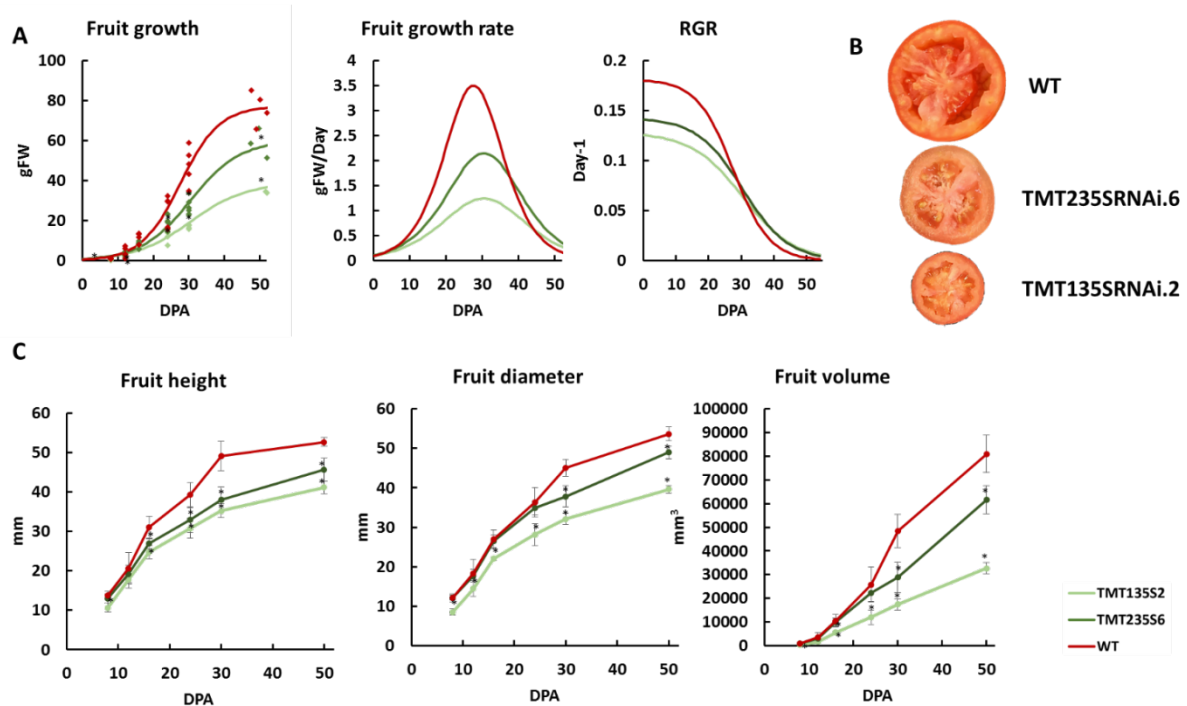 A
Fruit growth
Fruit growth rate
RGR
B
100
80
60
40
20
0
gFW
0 10 20 30 40 50
DPA
4
3.5
3
2.5
2
1.5
1
0.5
0
gFW/Day
0 10 20 30 40 50
DPA
0.2
0.15
0.1
0.05
0
Day-1
0 10 20 30 40 50
DPA
WT
TMT235SRNAi.6
TMT135SRNAi.2
C
Fruit height
Fruit diameter
Fruit volume
60
50
40
30
20
10
0
mm
0 10 20 30 40 50
DPA
60
50
40
30
20
10
0
mm
0 10 20 30 40 50
DPA
100000
90000
80000
70000
60000
50000
40000
30000
20000
10000
0
mm³
0 10 20 30 40 50
DPA
TMT135S2
TMT235S6
WT